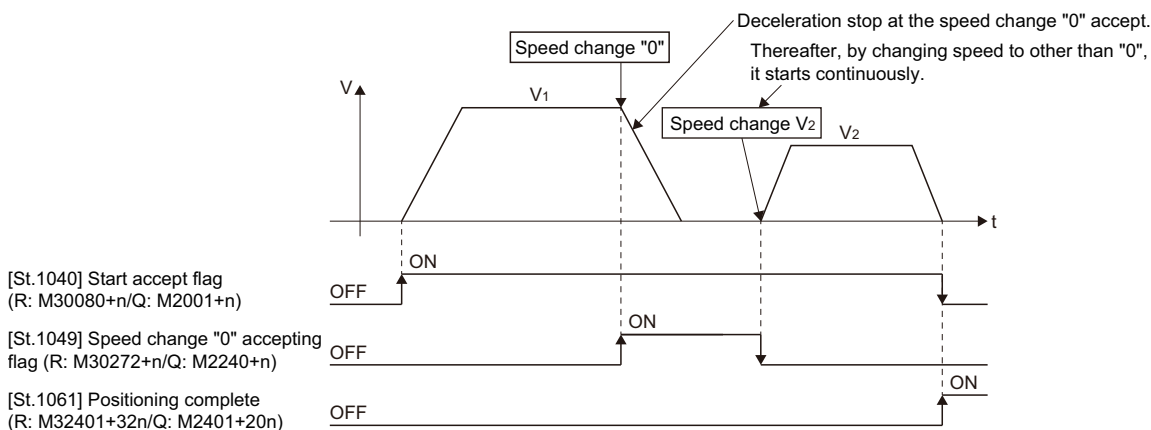 Deceleration stop at the speed change "0" accept.
Speed change "0"
Thereafter, by changing speed to other than "0",
it starts continuously.
V
V1
Speed change V2
V2
t
[St.1040] Start accept flag
(R: M30080+n/Q: M2001+n)
OFF
ON
[St.1049] Speed change "0" accepting
flag (R: M30272+n/Q: M2240+n)
OFF
ON
[St.1061] Positioning complete
(R: M32401+32n/Q: M2401+20n)
OFF
ON